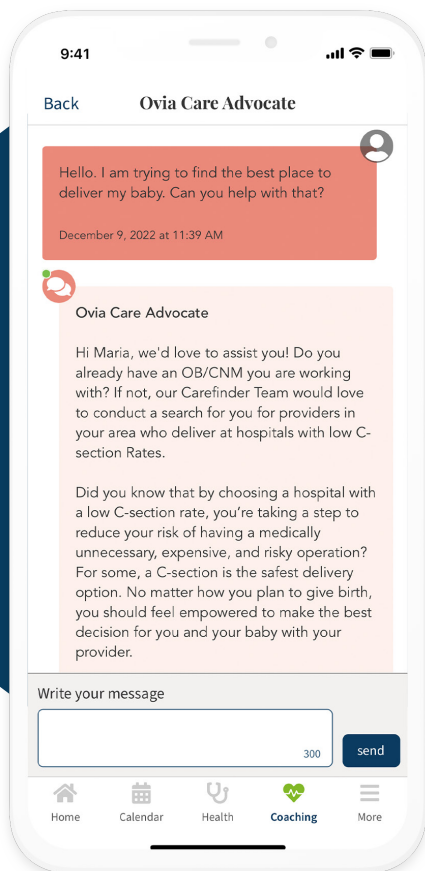 9:41
Back
Ovia Care Advocate
Hello. I am trying to find the best place to
deliver my baby. Can you help with that?
December 9, 2022 at 11:39 AM
Ovia Care Advocate
Hi Maria, we'd love to assist you! Do you
already have an OB/CNM you are working
with? If not, our Carefinder Team would love
to conduct a search for you for providers in
your area who deliver at hospitals with low C-
section Rates.
Did you know that by choosing a hospital with
a low C-section rate, you're taking a step to
reduce your risk of having a medically
unnecessary, expensive, and risky operation?
For some, a C-section is the safest delivery
option. No matter how you plan to give birth,
you should feel empowered to make the best
decision for you and your baby with your
provider.
Write your message
300
send
Home Calendar Health Coaching More